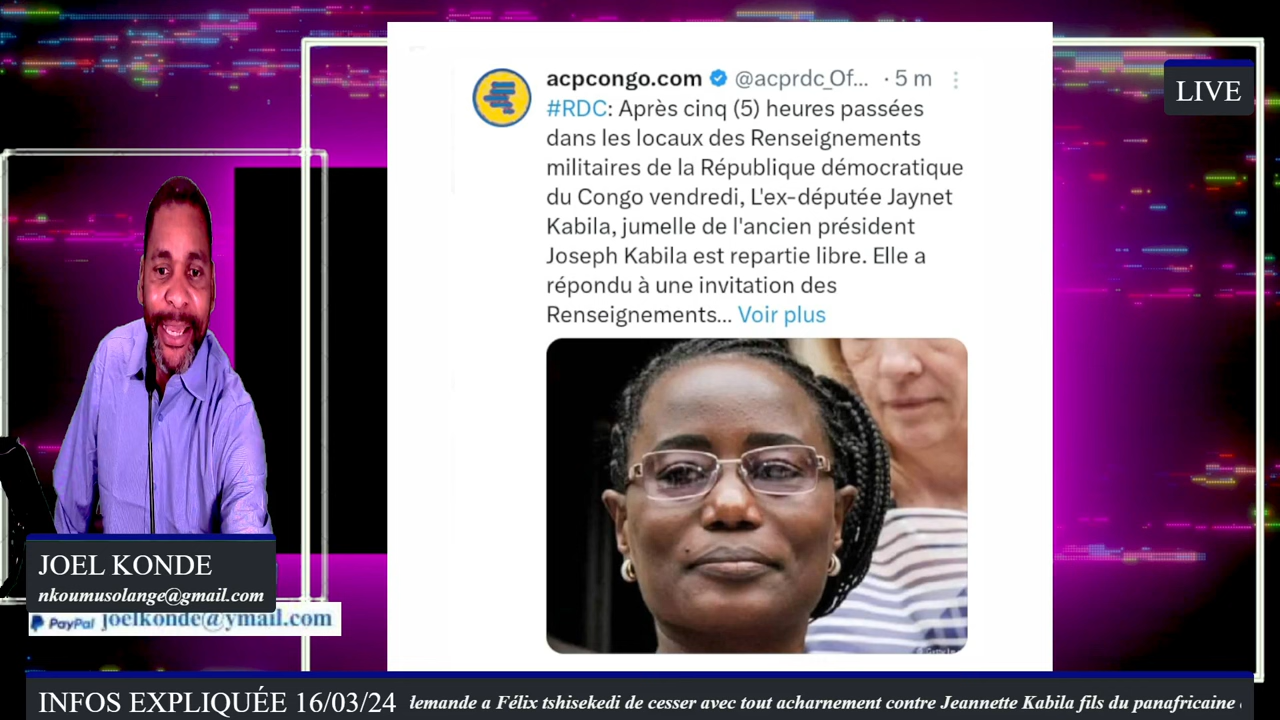 acpcongo.com @acprdc_Of... · 5 m
#RDC: Après cinq (5) heures passées
dans les locaux des Renseignements
militaires de la République démocratique
du Congo vendredi, L'ex-députée Jaynet
Kabila, jumelle de l'ancien président
Joseph Kabila est repartie libre. Elle a
répondu à une invitation des
Renseignements... Voir plus
LIVE
JOEL KONDE
nkoumusolange@gmail.com
PayPal joelkonde@ymail.com
INFOS EXPLIQUÉE 16/03/24 demande a Félix tshisekedi de cesser avec tout acharnement contre Jeannette Kabila fils du panafricaine